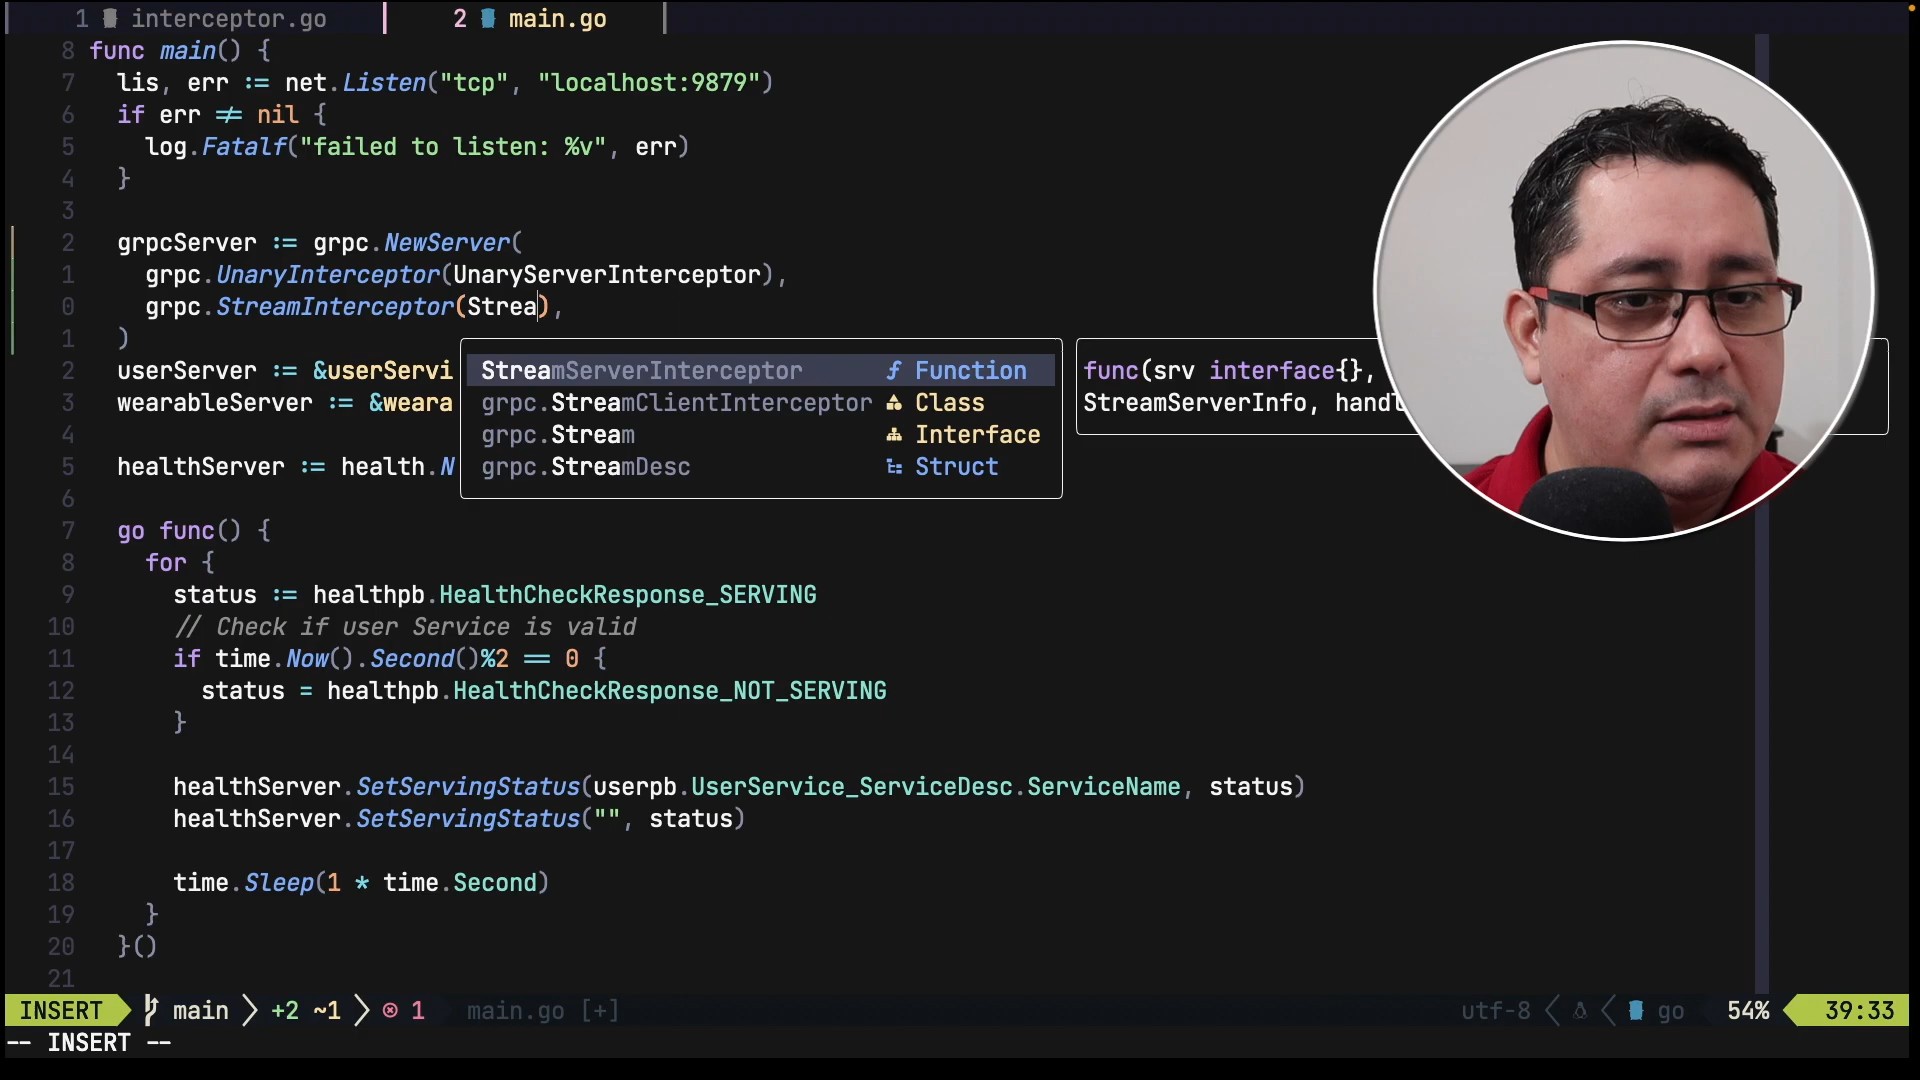 1 interceptor.go 2 main.go
8 func main() {
7 lis, err := net.Listen("tcp", "localhost:9879")
6 if err ≠ nil {
5 log.Fatalf("failed to listen: %v", err)
4 }
3
2 grpcServer := grpc.NewServer(
1 grpc.UnaryInterceptor(UnaryServerInterceptor),
0 grpc.StreamInterceptor(Strea),
1 )
2 userServer := &userServi
3 wearableServer := &weara
4
5 healthServer := health.N
StreamServerInterceptor ƒ Function
grpc.StreamClientInterceptor Class
grpc.Stream Interface
grpc.StreamDesc Struct
func(srv interface{},
StreamServerInfo, handl
6
7 go func() {
8 for {
9 status := healthpb.HealthCheckResponse_SERVING
10 // Check if user Service is valid
11 if time.Now().Second()%2 == 0 {
12 status = healthpb.HealthCheckResponse_NOT_SERVING
13 }
14
15 healthServer.SetServingStatus(userpb.UserService_ServiceDesc.ServiceName, status)
16 healthServer.SetServingStatus("", status)
17
18 time.Sleep(1 * time.Second)
19 }
20 }()
21
INSERT main +2 ~1 1 main.go [+] utf-8 go 54% 39:33
-- INSERT --